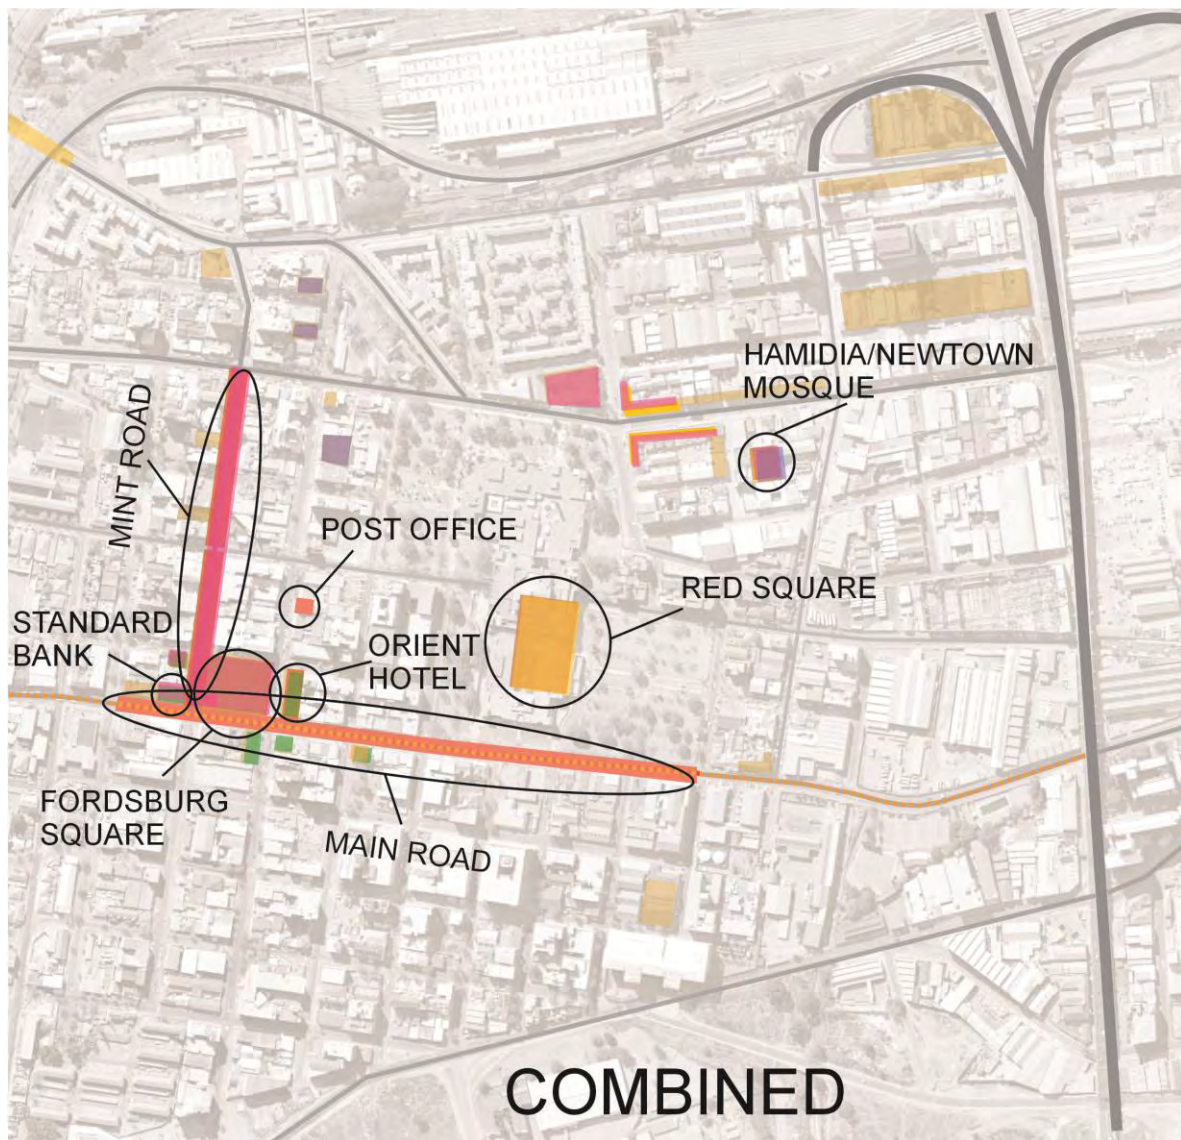 HAMIDIA/NEWTOWN
MOSQUE
MINT ROAD
POST OFFICE
RED SQUARE
STANDARD
BANK
ORIENT
HOTEL
FORDSBURG
SQUARE
MAIN ROAD
COMBINED